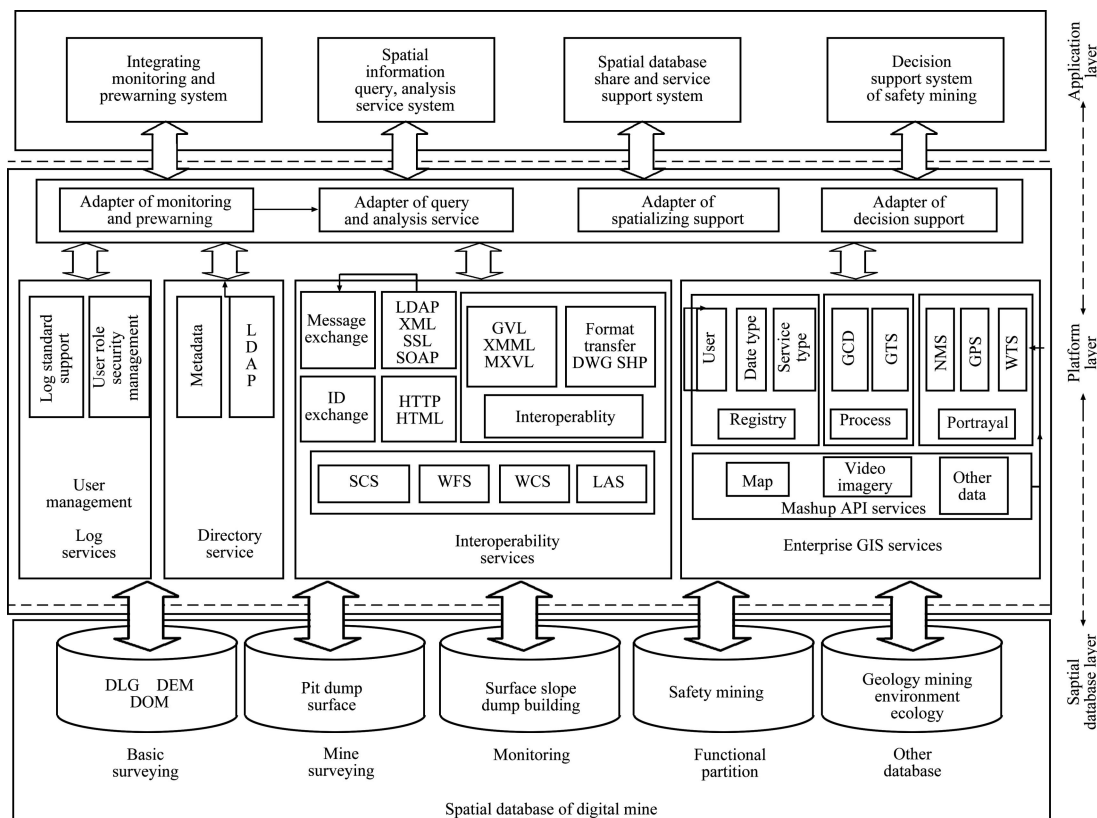 Integrating
monitoring and
prewarning system
Spatial
information
query, analysis
service system
Spatial database
share and service
support system
Decision
support system
of safety mining
Application
layer
Adapter of monitoring
and prewarning
Adapter of query
and analysis service
Adapter of
spatializing support
Adapter of
decision support
Log standard
support
User role
security
management
User
management
Log
services
Metadata
L
D
A
P
Directory
service
Message
exchange
LDAP
XML
SSL
SOAP
ID
exchange
HTTP
HTML
GVL
XMML
MXVL
Format
transfer
DWG SHP
Interoperablity
SCS
WFS
WCS
LAS
Interoperability
services
User
Date type
Service
type
Registry
GCD
GTS
Process
NMS
GPS
WTS
Portrayal
Map
Video
imagery
Other
data
Mashup API services
Enterprise GIS services
Platform
layer
DLG DEM
DOM
Basic
surveying
Pit dump
surface
Mine
surveying
Surface slope
dump building
Monitoring
Safety mining
Functional
partition
Geology mining
environment
ecology
Other
database
Spatial database of digital mine
Saptial
database layer